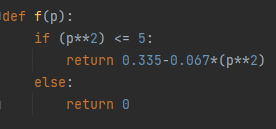 def f(p):
    if (p**2) <= 5:
        return 0.335-0.067*(p**2)
    else:
        return 0